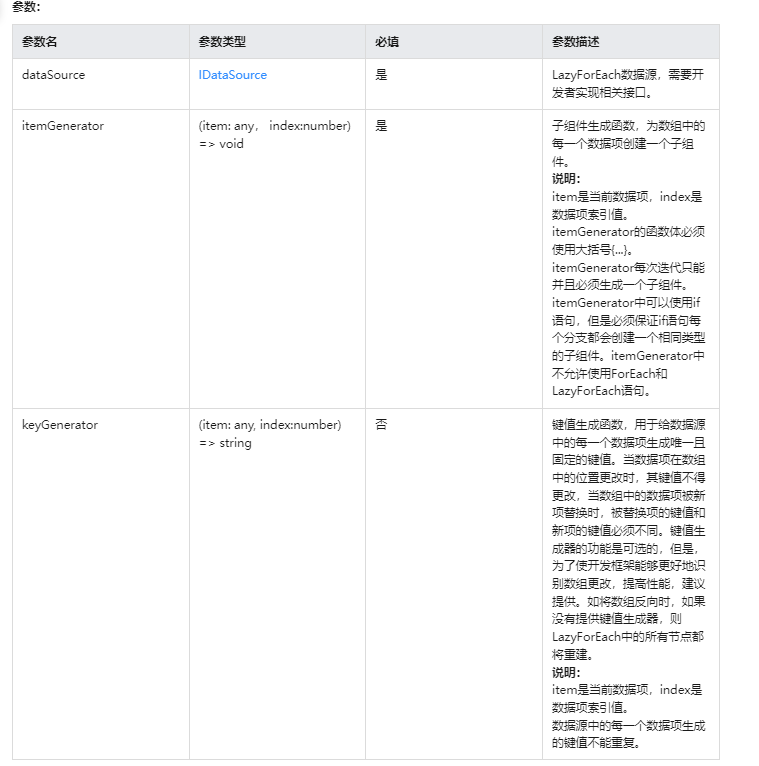 参数：
参数名 参数类型 必填 参数描述
dataSource IDataSource 是 LazyForEach数据源，需要开
发者实现相关接口。
itemGenerator (item: any， index:number) 是 子组件生成函数，为数组中的
=> void 每一个数据项创建一个子组
件。
说明：
item是当前数据项，index是
数据项索引值。
itemGenerator的函数体必须
使用大括号{...}。
itemGenerator每次迭代只能
并且必须生成一个子组件。
itemGenerator中可以使用if
语句，但是必须保证if语句每
个分支都会创建一个相同类型
的子组件。itemGenerator中
不允许使用ForEach和
LazyForEach语句。
keyGenerator (item: any, index:number) 否 键值生成函数，用于给数据源
=> string 中的每一个数据项生成唯一且
固定的键值。当数据项在数组
中的位置更改时，其键值不得
更改，当数组中的数据项被新
项替换时，被替换项的键值和
新项的键值必须不同。键值生
成器的功能是可选的，但是，
为了使开发框架能够更好地识
别数组更改，提高性能，建议
提供。如将数组反向时，如果
没有提供键值生成器，则
LazyForEach中的所有节点都
将重建。
说明：
item是当前数据项，index是
数据项索引值。
数据源中的每一个数据项生成
的键值不能重复。